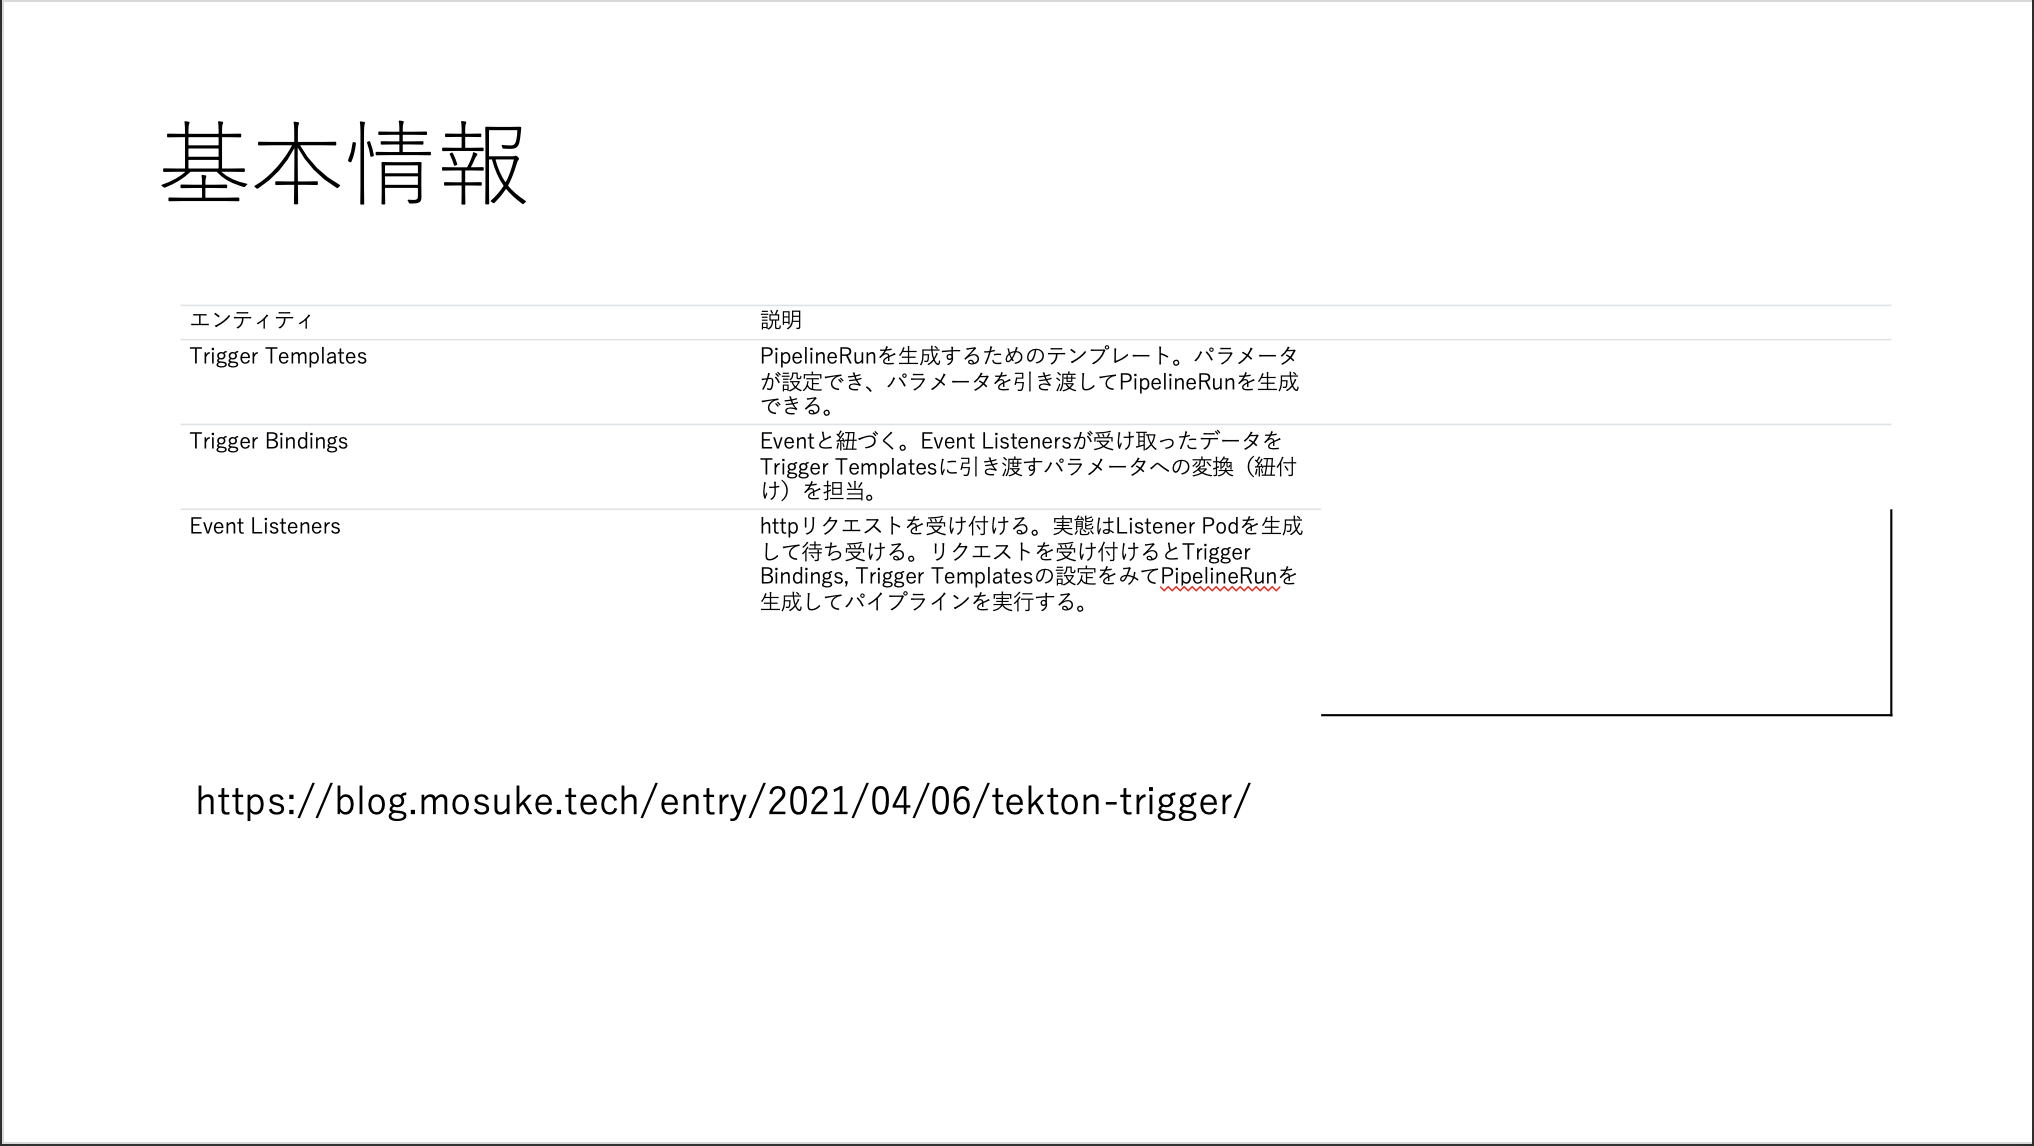 基本情報
エンティティ 説明
Trigger Templates PipelineRunを生成するためのテンプレート。パラメータ
が設定でき、パラメータを引き渡してPipelineRunを生成
できる。
Trigger Bindings Eventと紐づく。Event Listenersが受け取ったデータを
Trigger Templatesに引き渡すパラメータへの変換（紐付
け）を担当。
Event Listeners httpリクエストを受け付ける。実態はListener Podを生成
して待ち受ける。リクエストを受け付けるとTrigger
Bindings, Trigger Templatesの設定をみてPipelineRunを
生成してパイプラインを実行する。
https://blog.mosuke.tech/entry/2021/04/06/tekton-trigger/